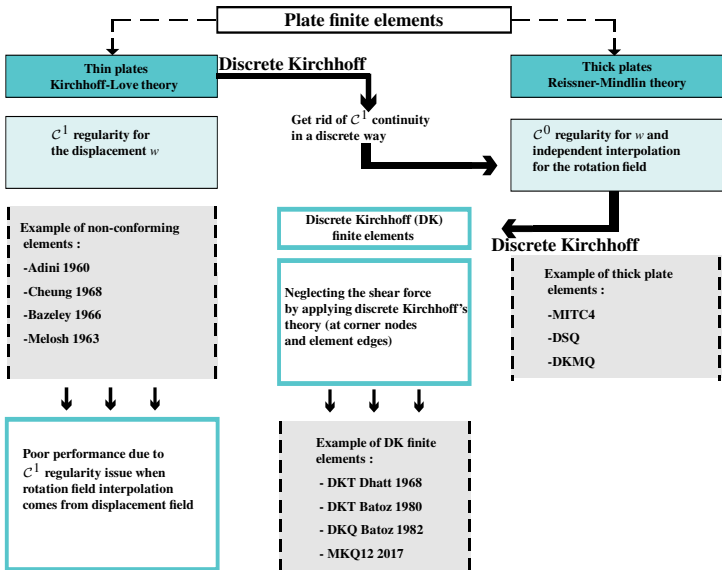 Plate finite elements
Thin plates
Kirchhoff-Love theory
C¹ regularity for
the displacement w
Example of non-conforming
elements :
-Adini 1960
-Cheung 1968
-Bazeley 1966
-Melosh 1963
Poor performance due to
C¹ regularity issue when
rotation field interpolation
comes from displacement field
Discrete Kirchhoff
Get rid of C¹ continuity
in a discrete way
Discrete Kirchhoff (DK)
finite elements
Neglecting the shear force
by applying discrete Kirchhoff's
theory (at corner nodes
and element edges)
Example of DK finite
elements :
- DKT Dhatt 1968
- DKT Batoz 1980
- DKQ Batoz 1982
- MKQ12 2017
Thick plates
Reissner-Mindlin theory
C⁰ regularity for w and
independent interpolation
for the rotation field
Discrete Kirchhoff
Example of thick plate
elements :
-MITC4
-DSQ
-DKMQ